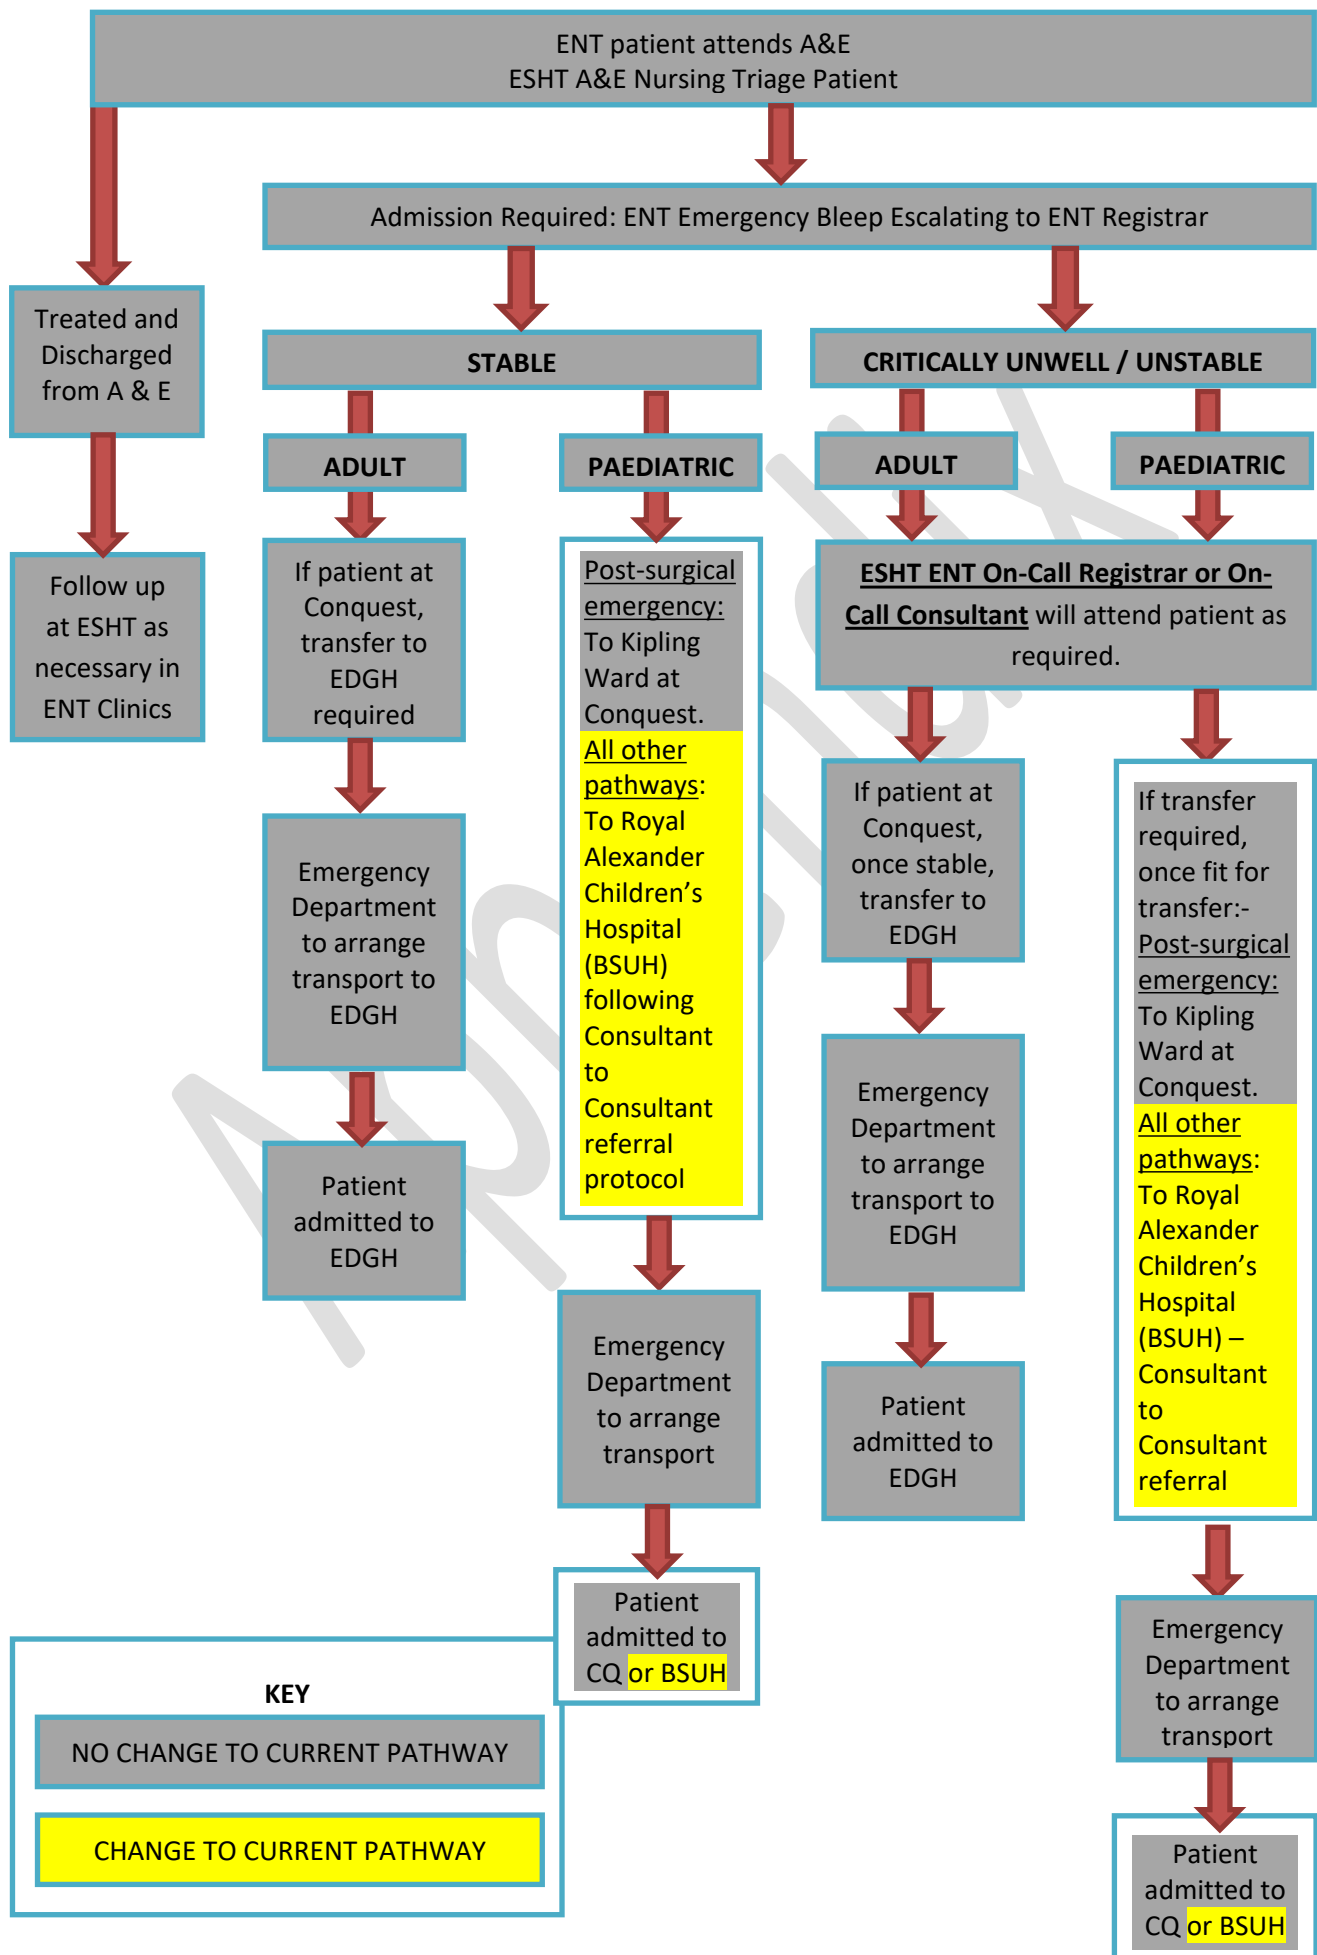 ENT patient attends A&E
ESHT A&E Nursing Triage Patient
Admission Required: ENT Emergency Bleep Escalating to ENT Registrar
Treated and
Discharged
from A & E
Follow up
at ESHT as
necessary in
ENT Clinics
STABLE
ADULT
If patient at
Conquest,
transfer to
EDGH
required
Emergency
Department
to arrange
transport to
EDGH
Patient
admitted to
EDGH
PAEDIATRIC
Post-surgical
emergency:
To Kipling
Ward at
Conquest.
All other
pathways:
To Royal
Alexander
Children’s
Hospital
(BSUH)
following
Consultant
to
Consultant
referral
protocol
Emergency
Department
to arrange
transport
Patient
admitted to
CQ or BSUH
CRITICALLY UNWELL / UNSTABLE
ADULT
PAEDIATRIC
ESHT ENT On-Call Registrar or On-
Call Consultant will attend patient as
required.
If patient at
Conquest,
once stable,
transfer to
EDGH
Emergency
Department
to arrange
transport to
EDGH
Patient
admitted to
EDGH
If transfer
required,
once fit for
transfer:-
Post-surgical
emergency:
To Kipling
Ward at
Conquest.
All other
pathways:
To Royal
Alexander
Children’s
Hospital
(BSUH) –
Consultant
to
Consultant
referral
Emergency
Department
to arrange
transport
Patient
admitted to
CQ or BSUH
KEY
NO CHANGE TO CURRENT PATHWAY
CHANGE TO CURRENT PATHWAY
Appendix